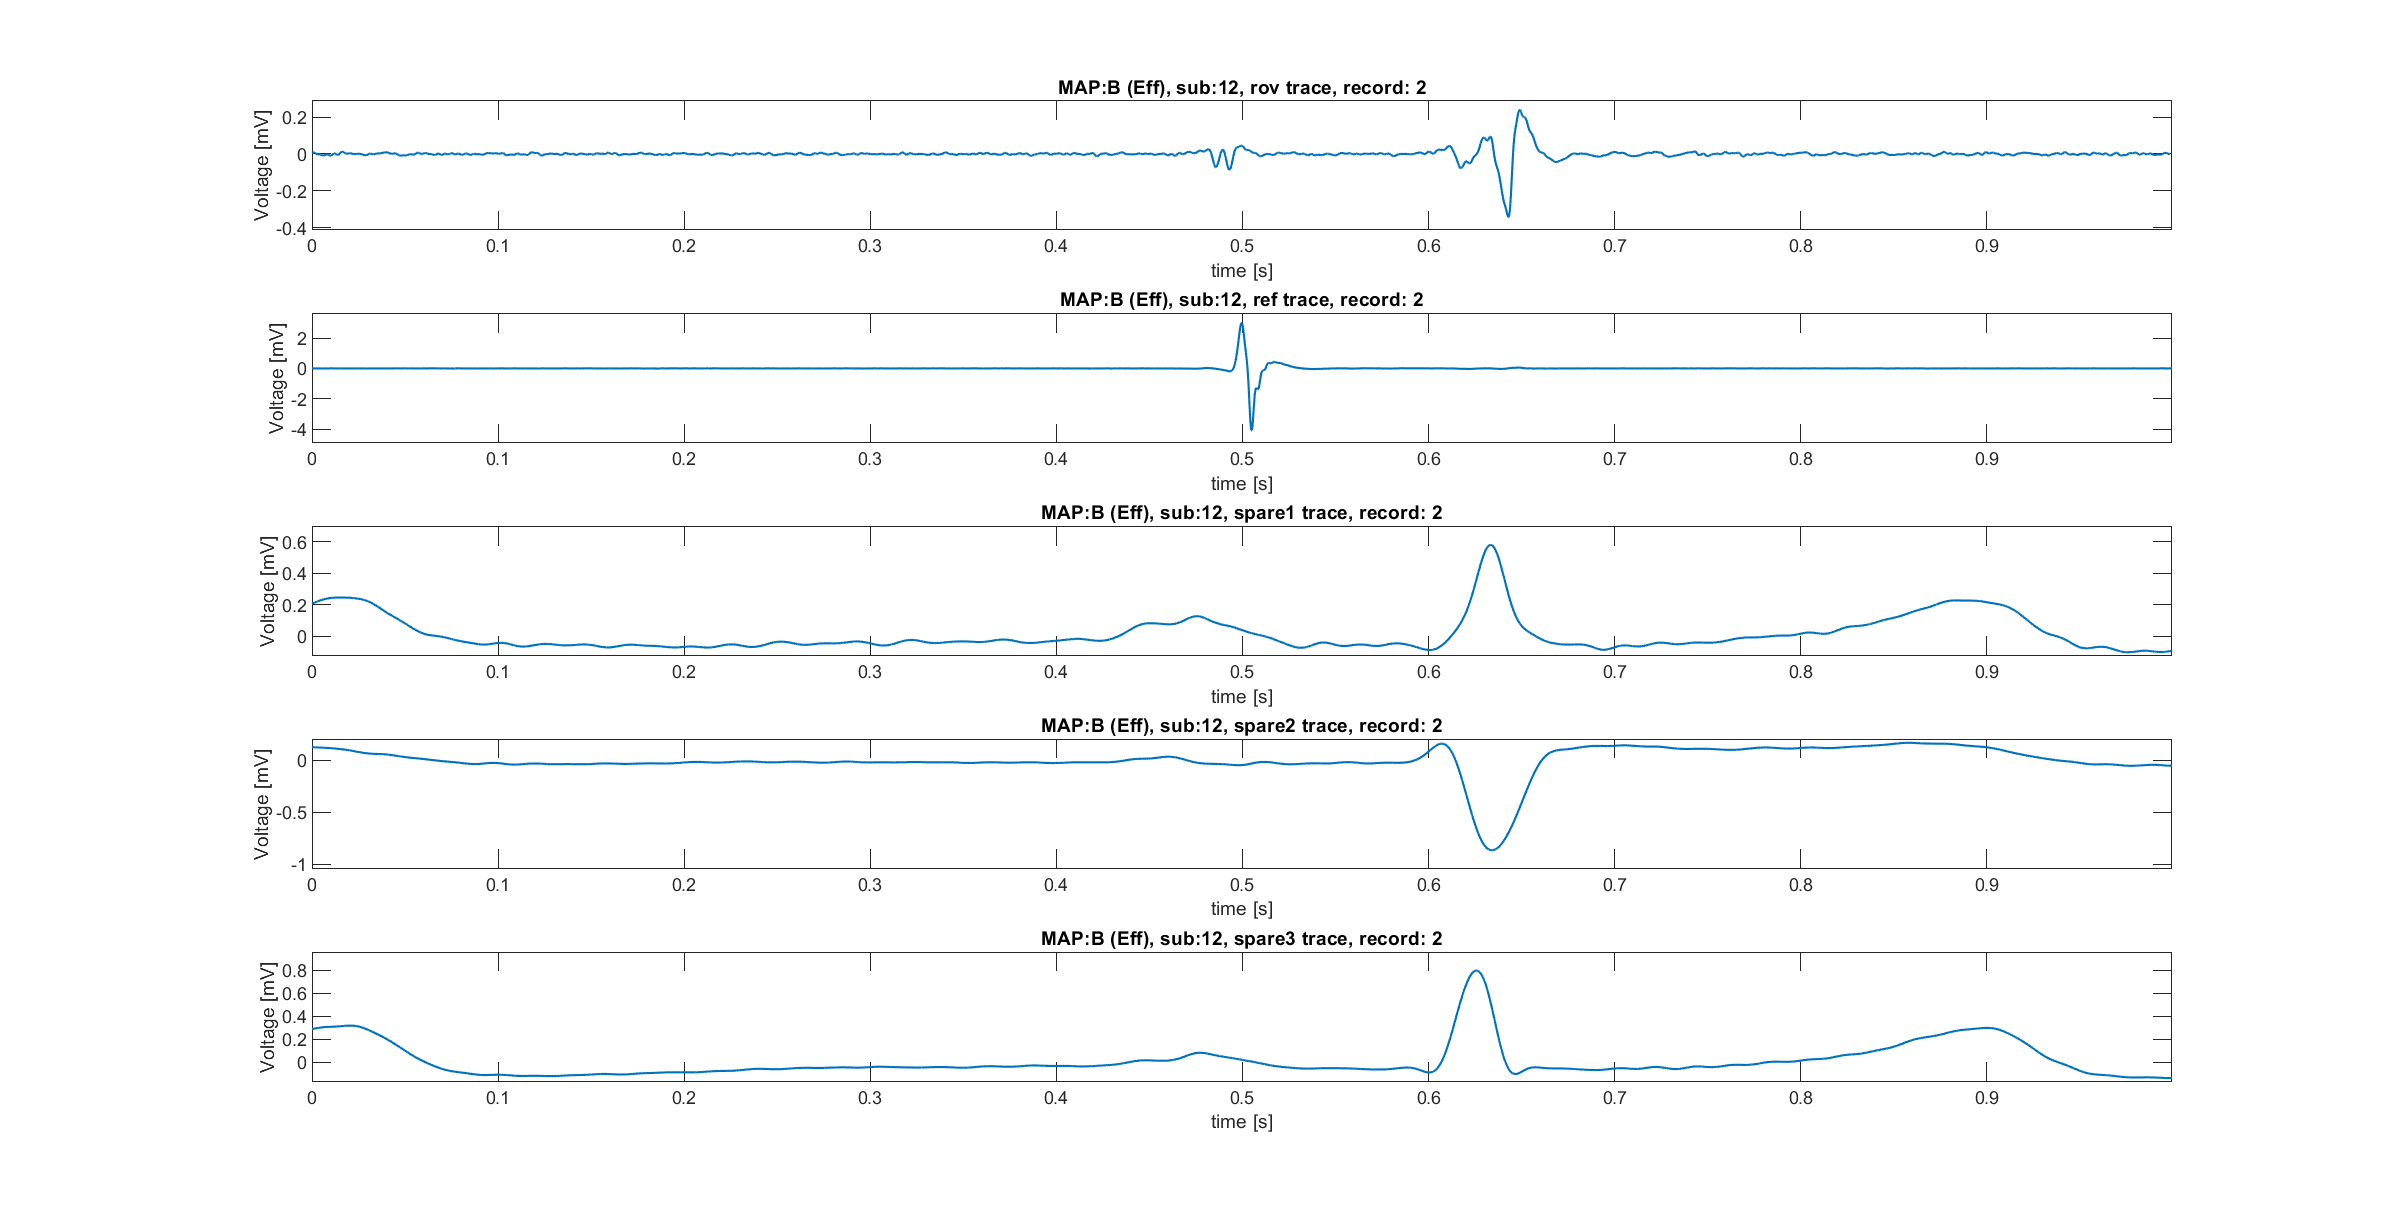 MAP:B (Eff), sub:12, rov trace, record: 2
Voltage [mV]
0.2
0
-0.2
-0.4
0 0.1 0.2 0.3 0.4 0.5 0.6 0.7 0.8 0.9
time [s]
MAP:B (Eff), sub:12, ref trace, record: 2
Voltage [mV]
2
0
-2
-4
0 0.1 0.2 0.3 0.4 0.5 0.6 0.7 0.8 0.9
time [s]
MAP:B (Eff), sub:12, spare1 trace, record: 2
Voltage [mV]
0.6
0.4
0.2
0
0 0.1 0.2 0.3 0.4 0.5 0.6 0.7 0.8 0.9
time [s]
MAP:B (Eff), sub:12, spare2 trace, record: 2
Voltage [mV]
0
-0.5
-1
0 0.1 0.2 0.3 0.4 0.5 0.6 0.7 0.8 0.9
time [s]
MAP:B (Eff), sub:12, spare3 trace, record: 2
Voltage [mV]
0.8
0.6
0.4
0.2
0
0 0.1 0.2 0.3 0.4 0.5 0.6 0.7 0.8 0.9
time [s]